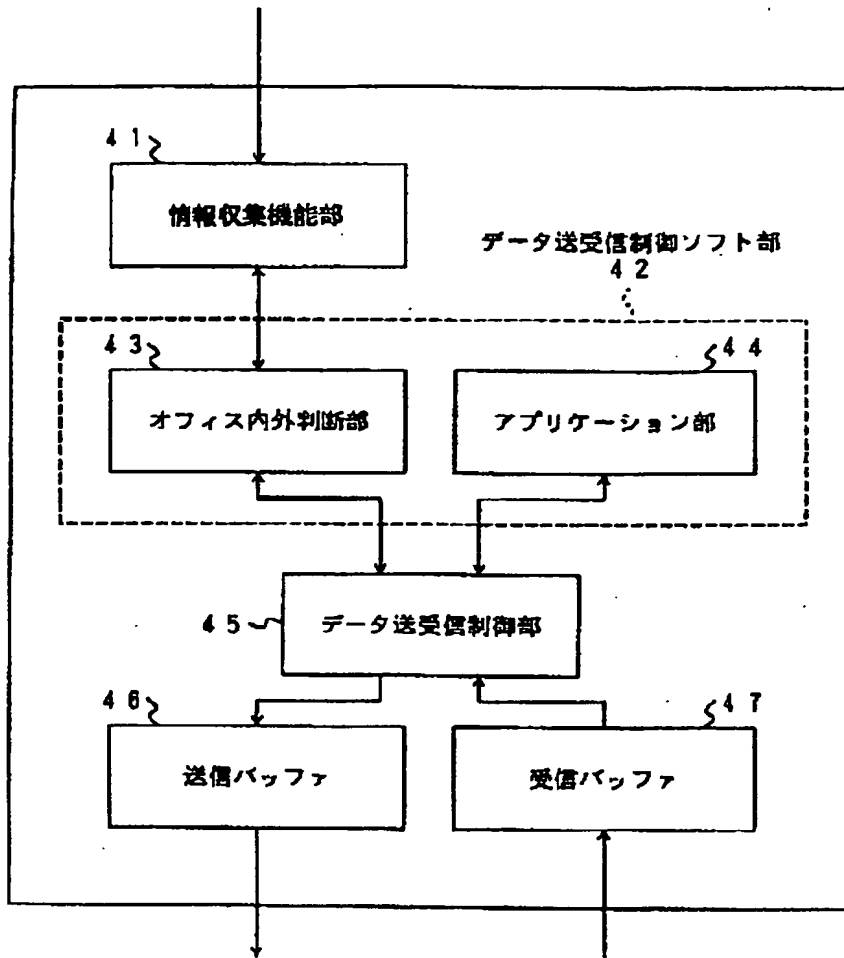 41
情報収集機能部
データ送受信制御ソフト部
42
43
オフィス内外判断部
44
アプリケーション部
45
データ送受信制御部
46
送信バッファ
47
受信バッファ